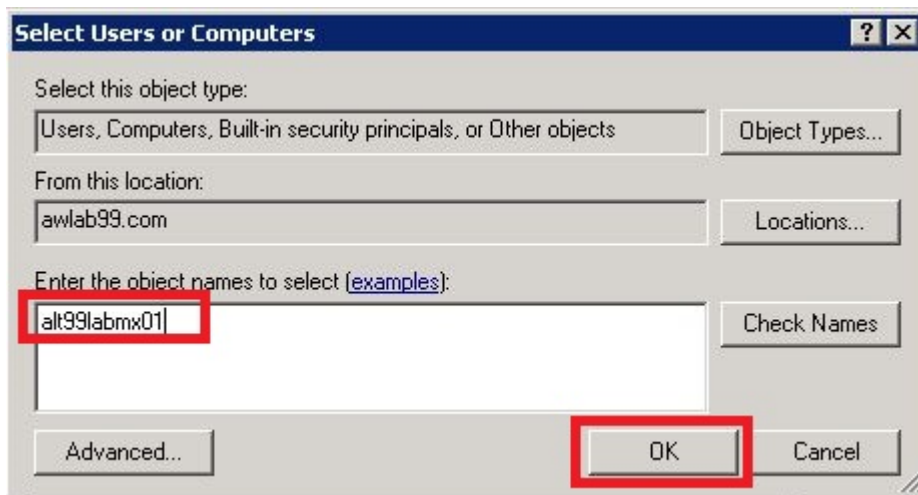 Select Users or Computers
Select this object type:
Users, Computers, Built-in security principals, or Other objects
Object Types...
From this location:
awlab99.com
Locations...
Enter the object names to select (examples):
alt99labmx01
Check Names
Advanced...
OK
Cancel